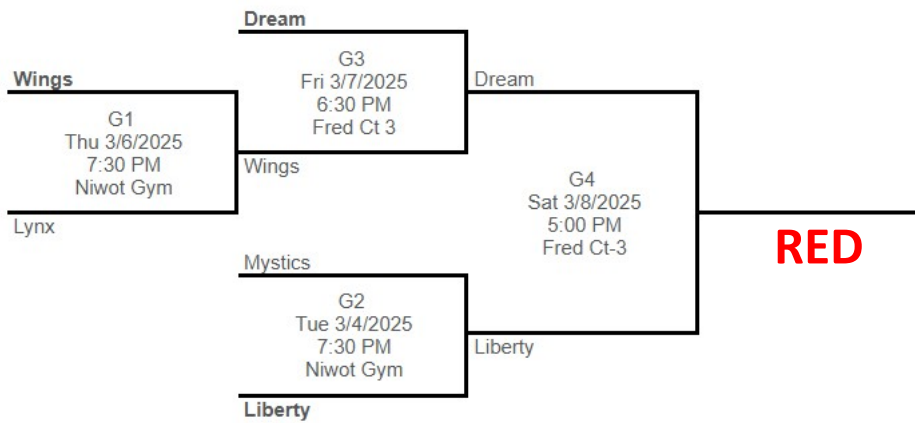 Dream
G3
Fri 3/7/2025
6:30 PM
Fred Ct 3
Wings
Dream
G1
Thu 3/6/2025
7:30 PM
Niwot Gym
Wings
Lynx
G4
Sat 3/8/2025
5:00 PM
Fred Ct-3
RED
Mystics
G2
Tue 3/4/2025
7:30 PM
Niwot Gym
Liberty
Liberty